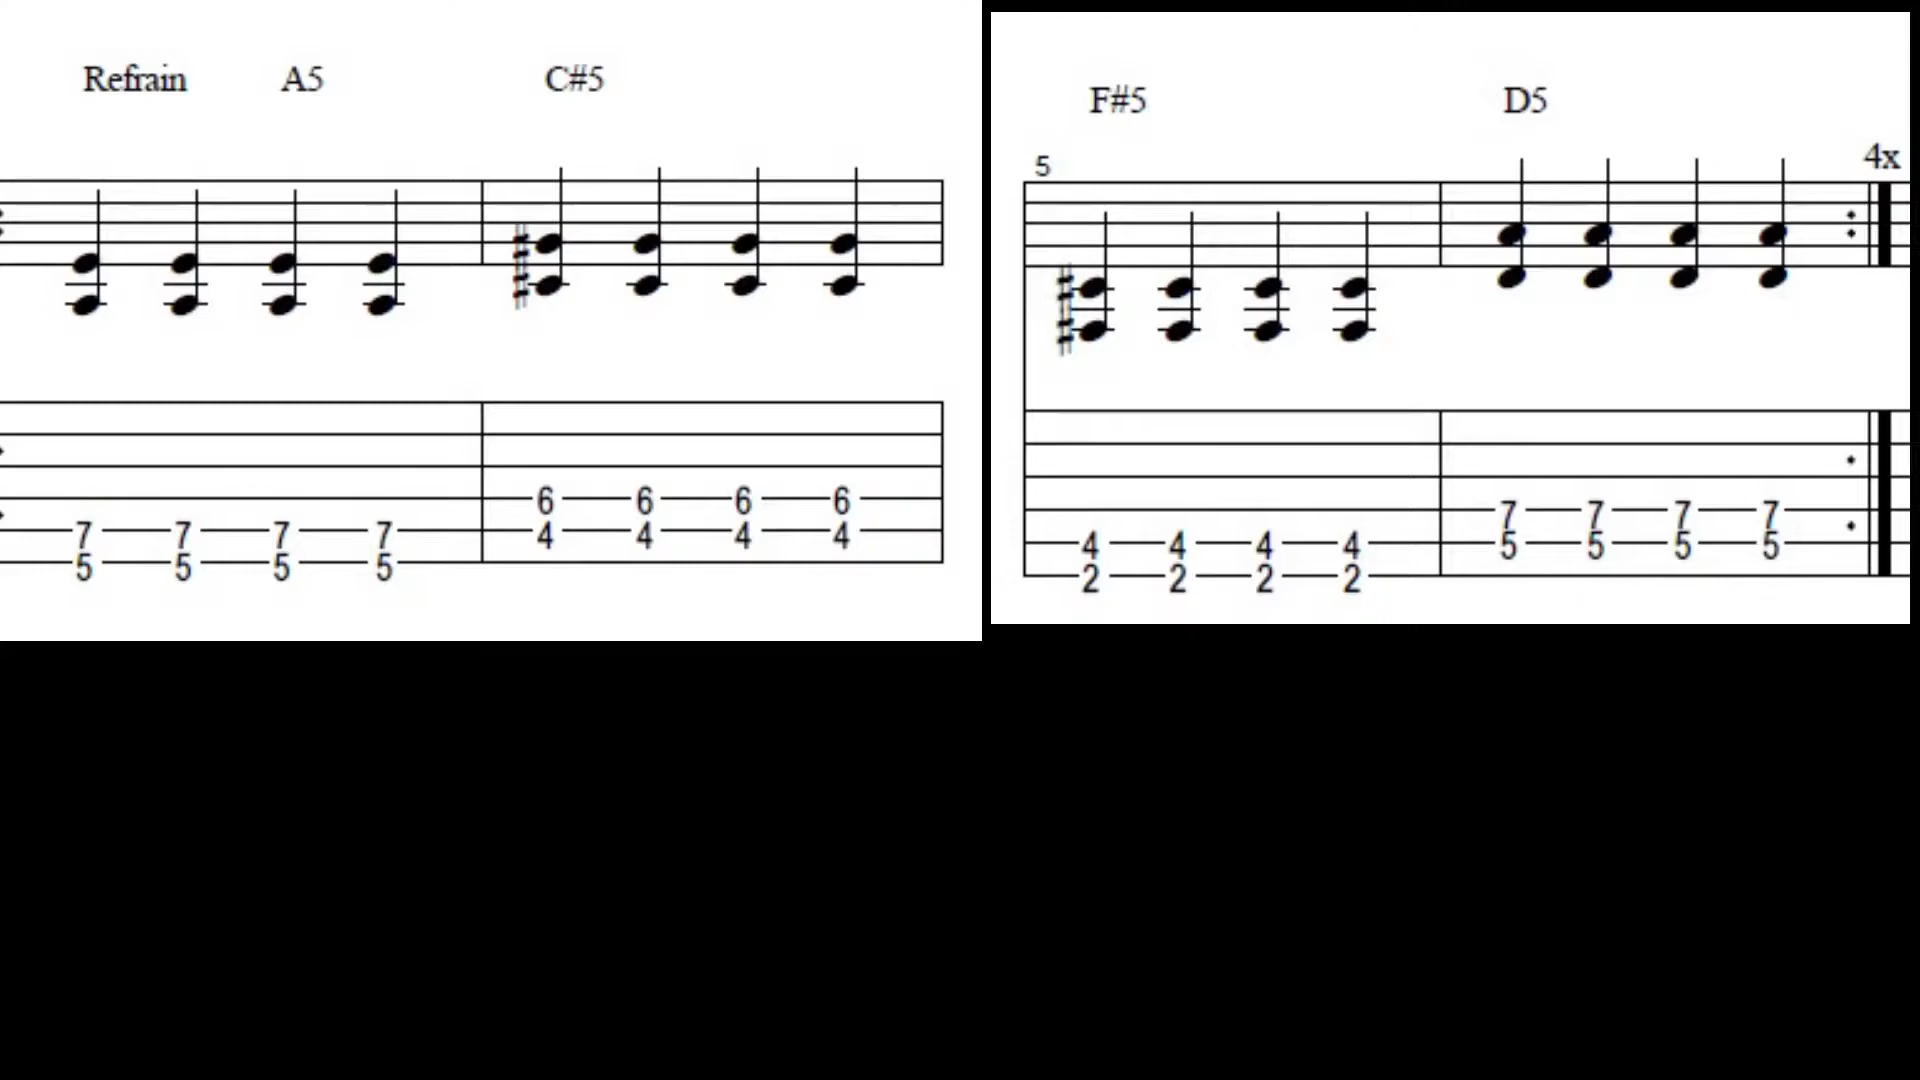 Refrain A5 C#5
6 6 6 6
7 7 7 7 4 4 4 4
5 5 5 5
F#5 D5
5 4x
7 7 7 7
4 4 4 4 5 5 5 5
2 2 2 2